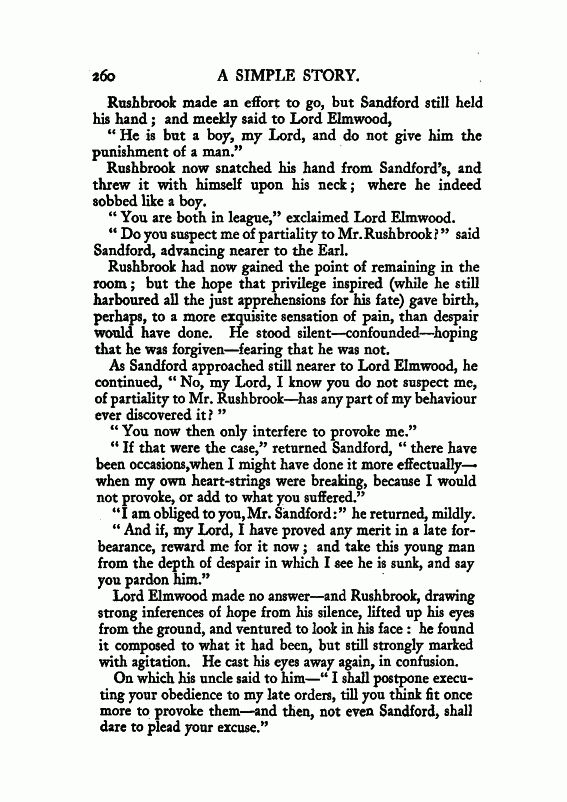 260 A SIMPLE STORY.
Rushbrook made an effort to go, but Sandford still held
his hand; and meekly said to Lord Elmwood,
“He is but a boy, my Lord, and do not give him the
punishment of a man.”
Rushbrook now snatched his hand from Sandford’s, and
threw it with himself upon his neck; where he indeed
sobbed like a boy.
“You are both in league,” exclaimed Lord Elmwood.
“Do you suspect me of partiality to Mr. Rushbrook?” said
Sandford, advancing nearer to the Earl.
Rushbrook had now gained the point of remaining in the
room; but the hope that privilege inspired (while he still
harboured all the just apprehensions for his fate) gave birth,
perhaps, to a more exquisite sensation of pain, than despair
would have done. He stood silent—confounded—hoping
that he was forgiven—fearing that he was not.
As Sandford approached still nearer to Lord Elmwood, he
continued, “No, my Lord, I know you do not suspect me,
of partiality to Mr. Rushbrook—has any part of my behaviour
ever discovered it?”
“You now then only interfere to provoke me.”
“If that were the case,” returned Sandford, “there have
been occasions,when I might have done it more effectually—
when my own heart-strings were breaking, because I would
not provoke, or add to what you suffered.”
“I am obliged to you, Mr. Sandford:” he returned, mildly.
“And if, my Lord, I have proved any merit in a late for-
bearance, reward me for it now; and take this young man
from the depth of despair in which I see he is sunk, and say
you pardon him.”
Lord Elmwood made no answer—and Rushbrook, drawing
strong inferences of hope from his silence, lifted up his eyes
from the ground, and ventured to look in his face: he found
it composed to what it had been, but still strongly marked
with agitation. He cast his eyes away again, in confusion.
On which his uncle said to him—“I shall postpone execu-
ting your obedience to my late orders, till you think fit once
more to provoke them—and then, not even Sandford, shall
dare to plead your excuse.”